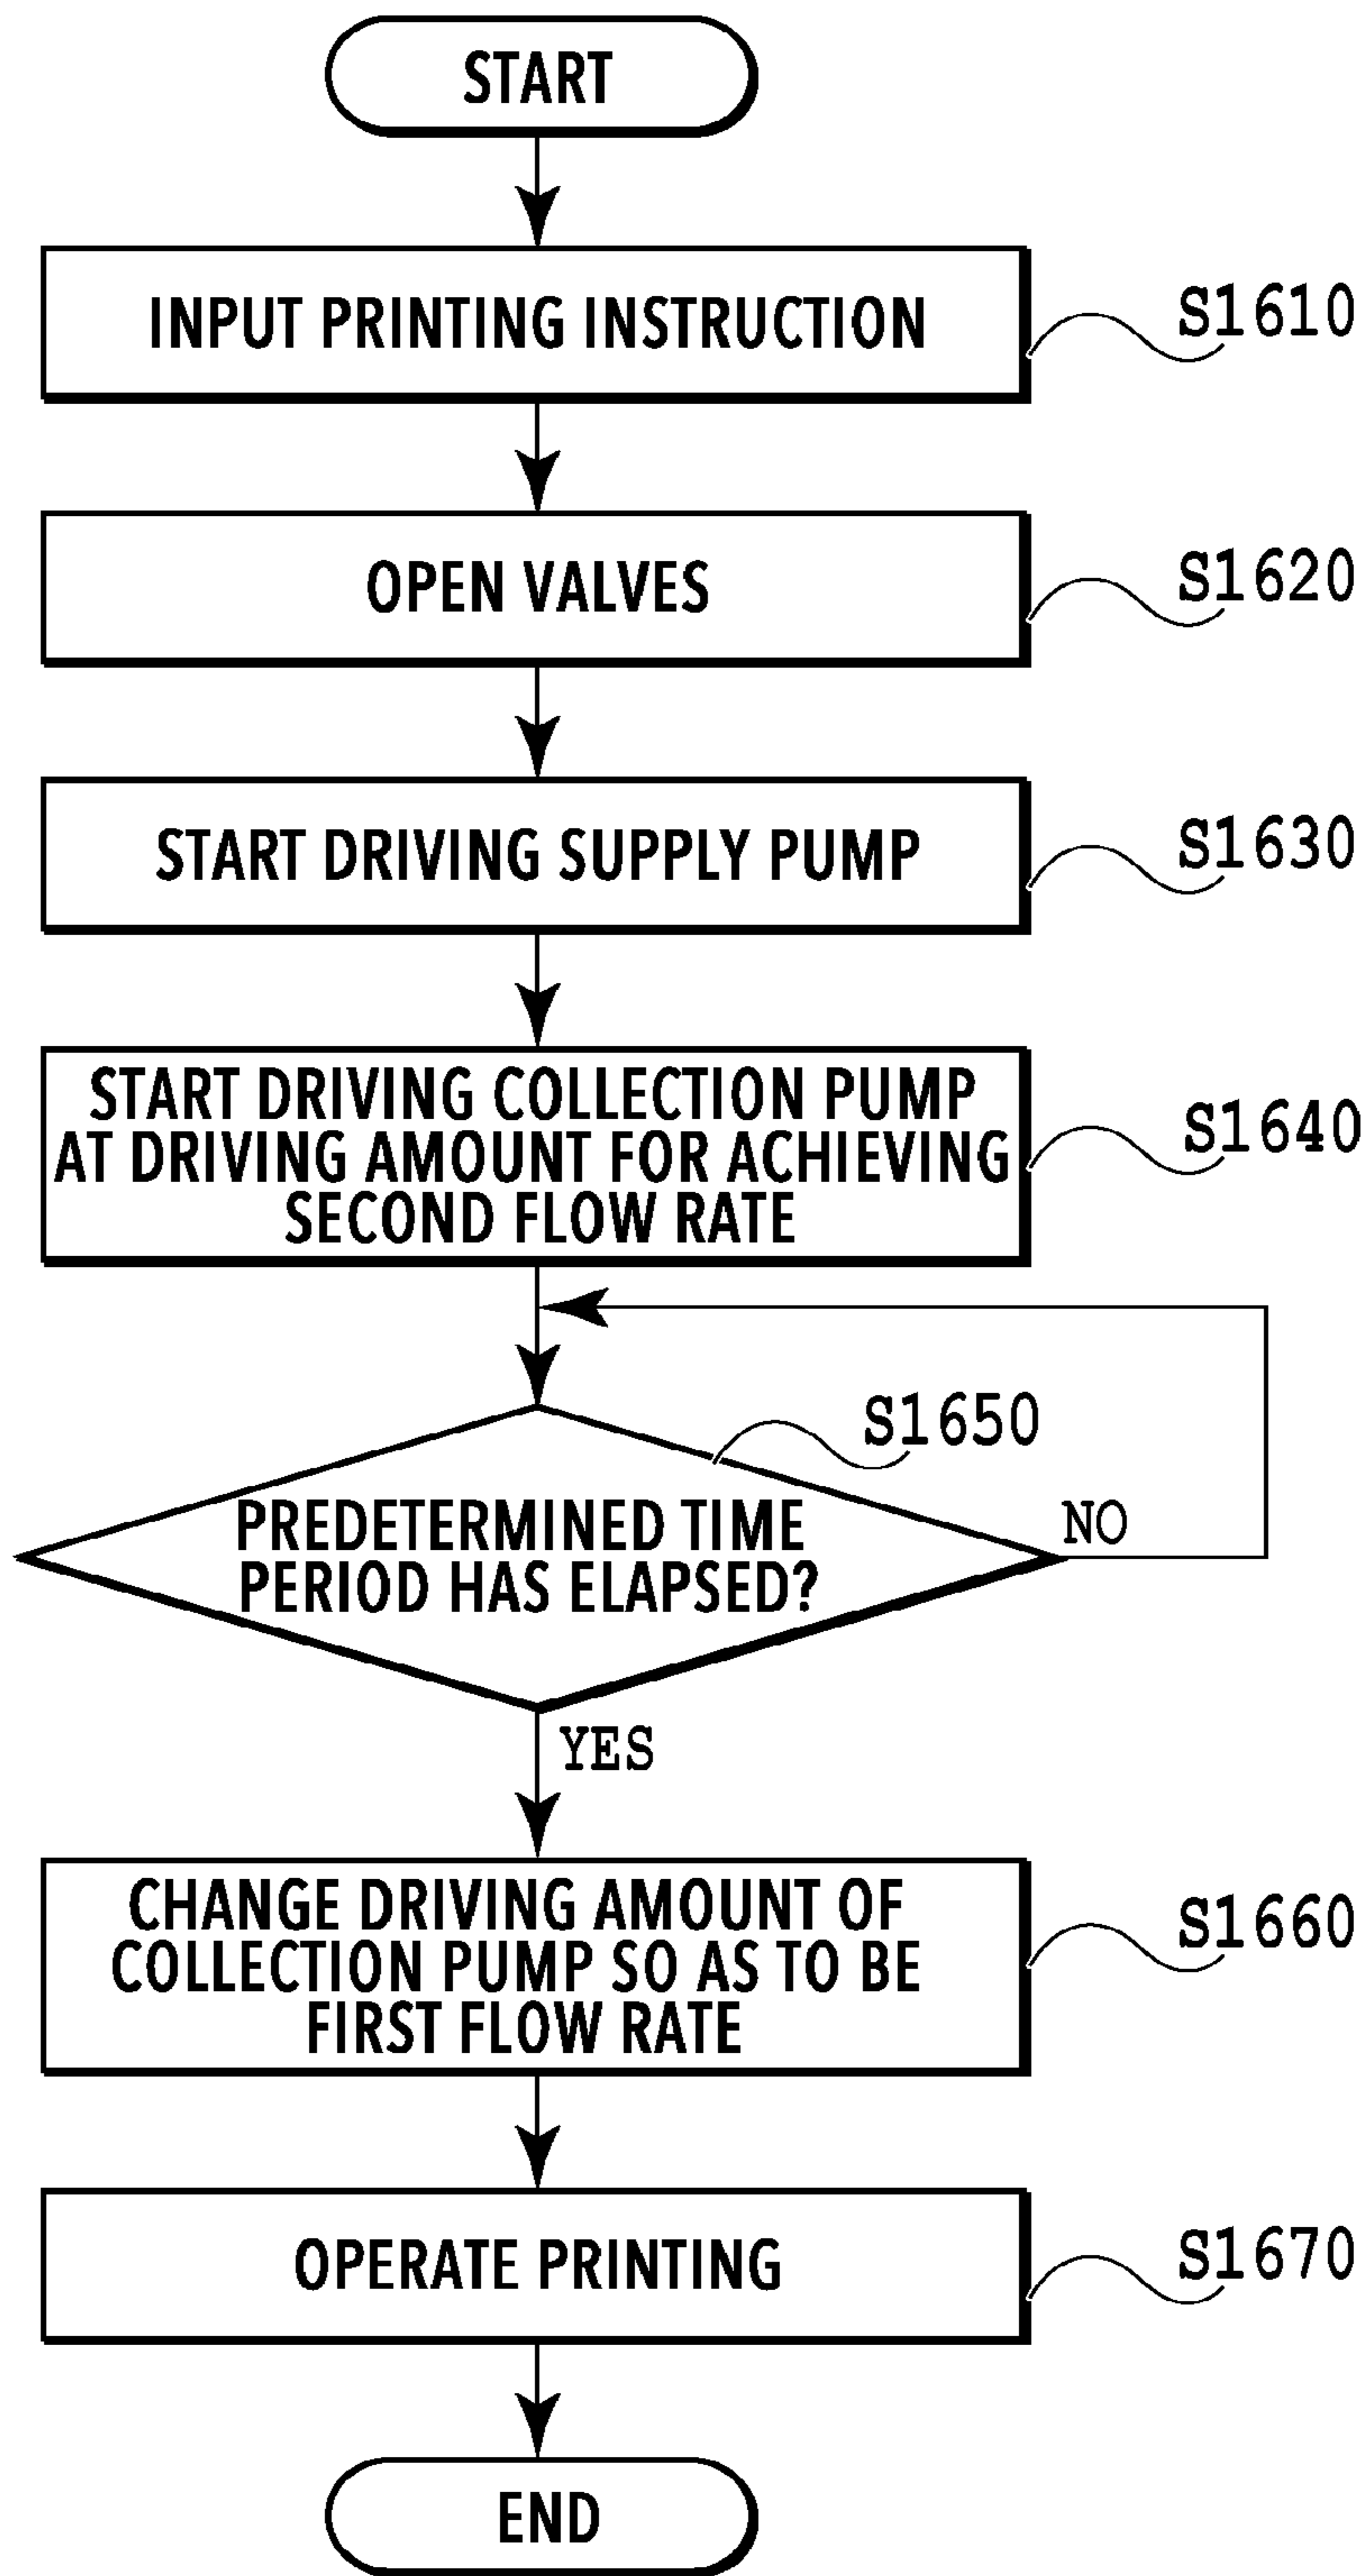 START
INPUT PRINTING INSTRUCTION
S1610
OPEN VALVES
S1620
START DRIVING SUPPLY PUMP
S1630
START DRIVING COLLECTION PUMP
AT DRIVING AMOUNT FOR ACHIEVING
SECOND FLOW RATE
S1640
S1650
PREDETERMINED TIME
PERIOD HAS ELAPSED?
NO
YES
CHANGE DRIVING AMOUNT OF
COLLECTION PUMP SO AS TO BE
FIRST FLOW RATE
S1660
OPERATE PRINTING
S1670
END